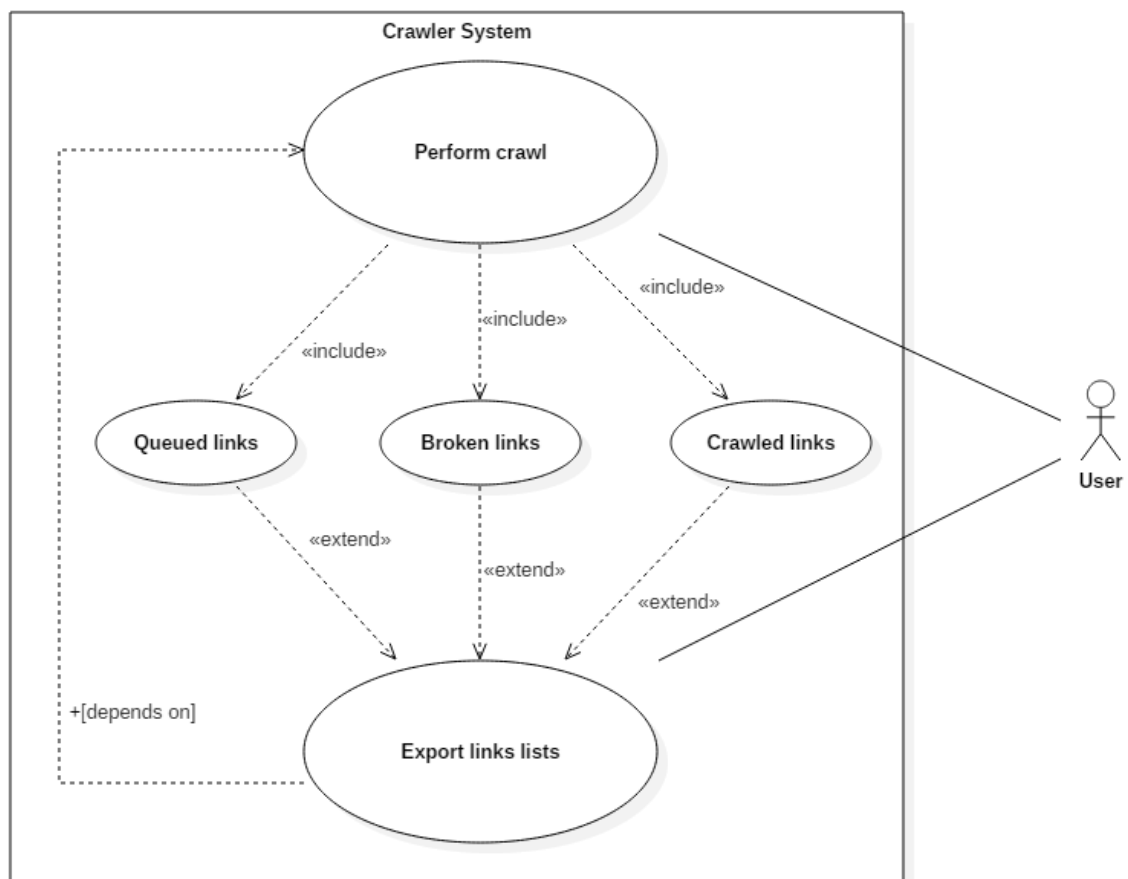 Crawler System
Perform crawl
«include»
«include»
«include»
Queued links
Broken links
Crawled links
User
«extend»
«extend»
«extend»
+[depends on]
Export links lists